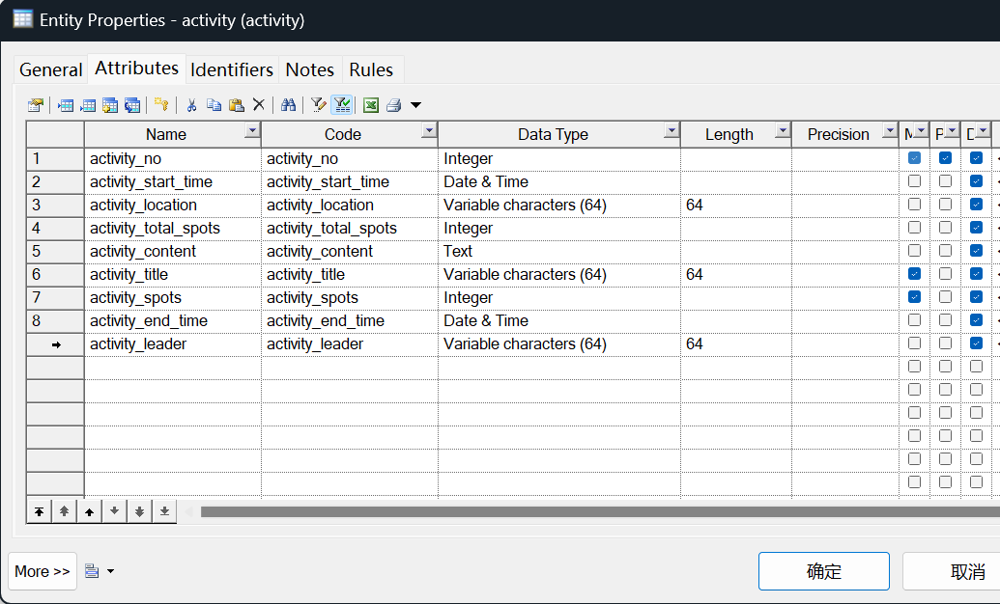 Entity Properties - activity (activity)
General Attributes Identifiers Notes Rules
Name Code Data Type Length Precision M P D
1 activity_no activity_no Integer
2 activity_start_time activity_start_time Date & Time
3 activity_location activity_location Variable characters (64) 64
4 activity_total_spots activity_total_spots Integer
5 activity_content activity_content Text
6 activity_title activity_title Variable characters (64) 64
7 activity_spots activity_spots Integer
8 activity_end_time activity_end_time Date & Time
activity_leader activity_leader Variable characters (64) 64
More >> 确定 取消